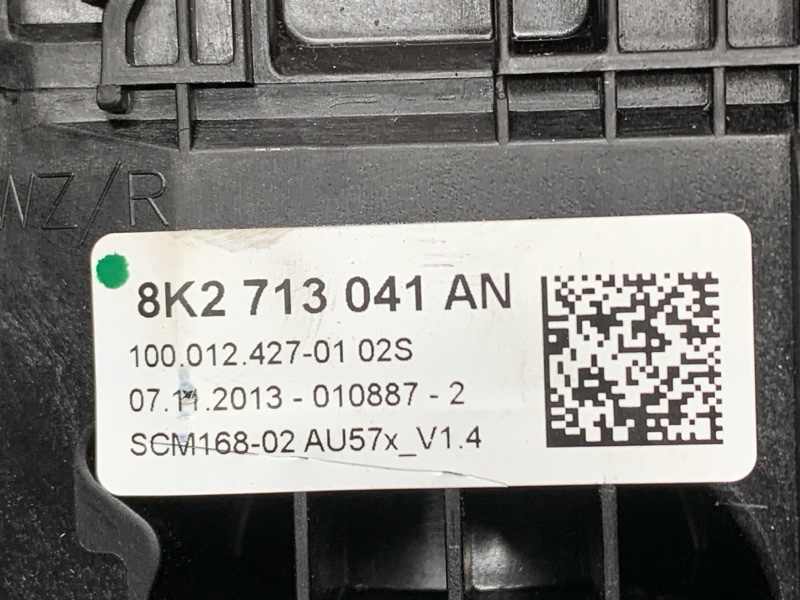 WZ/R
8K2 713 041 AN
100.012.427-01 02S
07.11.2013 - 010887 - 2
SCM168-02 AU57x_V1.4